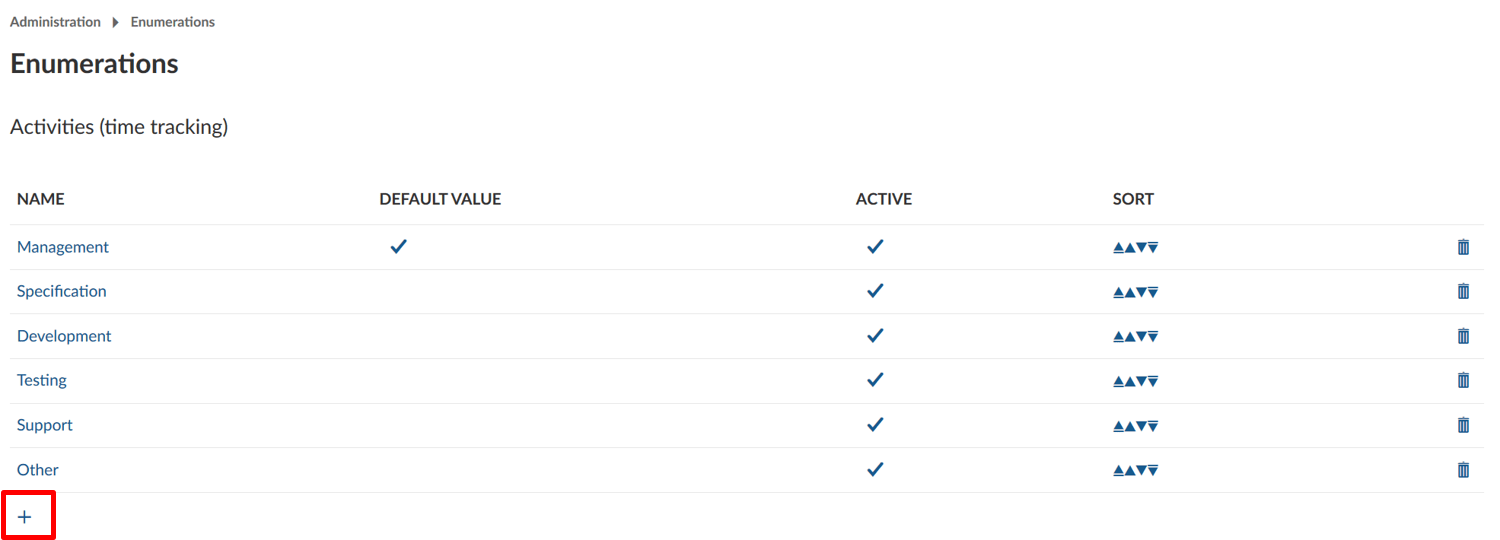 Administration Enumerations
Enumerations
Activities (time tracking)
NAME DEFAULT VALUE ACTIVE SORT
Management
Specification
Development
Testing
Support
Other
+